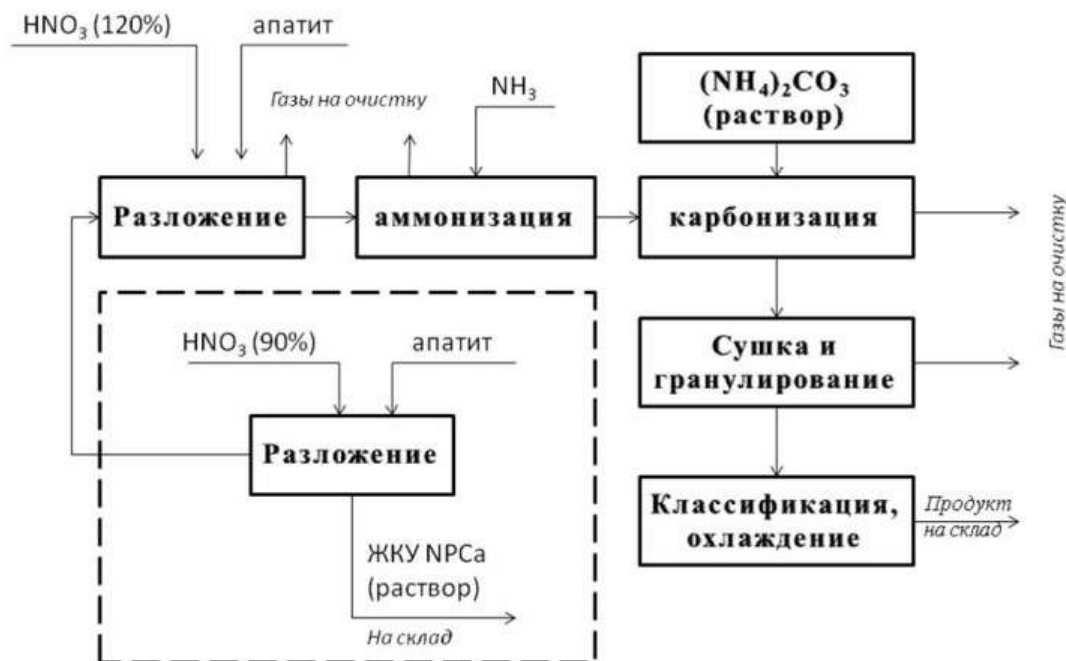 HNO₃ (120%)
апатит
Газы на очистку
NH₃
(NH₄)₂CO₃
(раствор)
Разложение
аммонизация
карбонизация
Газы на очистку
HNO₃ (90%)
апатит
Разложение
Сушка и
гранулирование
ЖКУ NPCa
(раствор)
На склад
Классификация,
охлаждение
Продукт
на склад